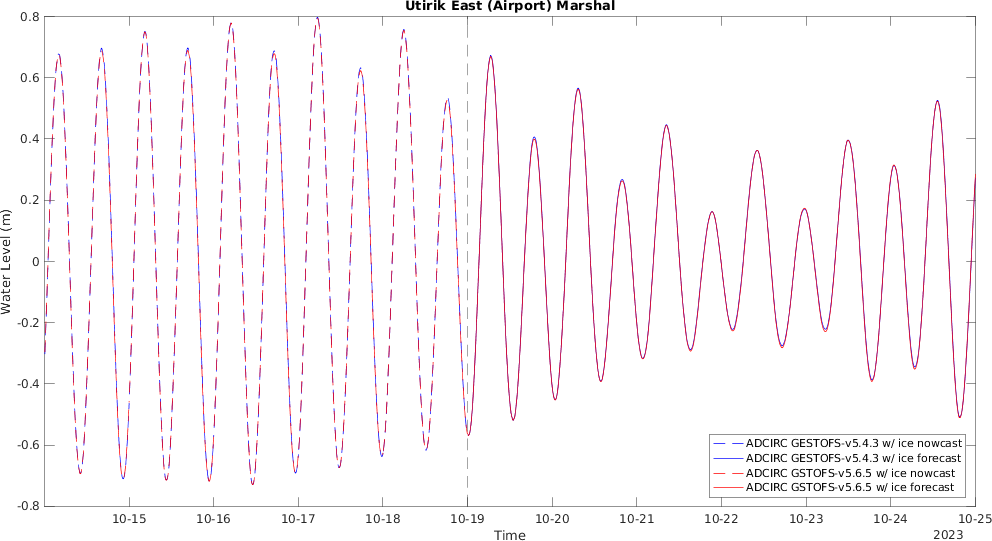 Utirik East (Airport) Marshal
0.8
0.6
0.4
0.2
0
-0.2
-0.4
-0.6
-0.8
Water Level (m)
ADCIRC GESTOFS-v5.4.3 w/ ice nowcast
ADCIRC GESTOFS-v5.4.3 w/ ice forecast
ADCIRC GSTOFS-v5.6.5 w/ ice nowcast
ADCIRC GSTOFS-v5.6.5 w/ ice forecast
10-15 10-16 10-17 10-18 10-19 10-20 10-21 10-22 10-23 10-24 10-25
Time
2023